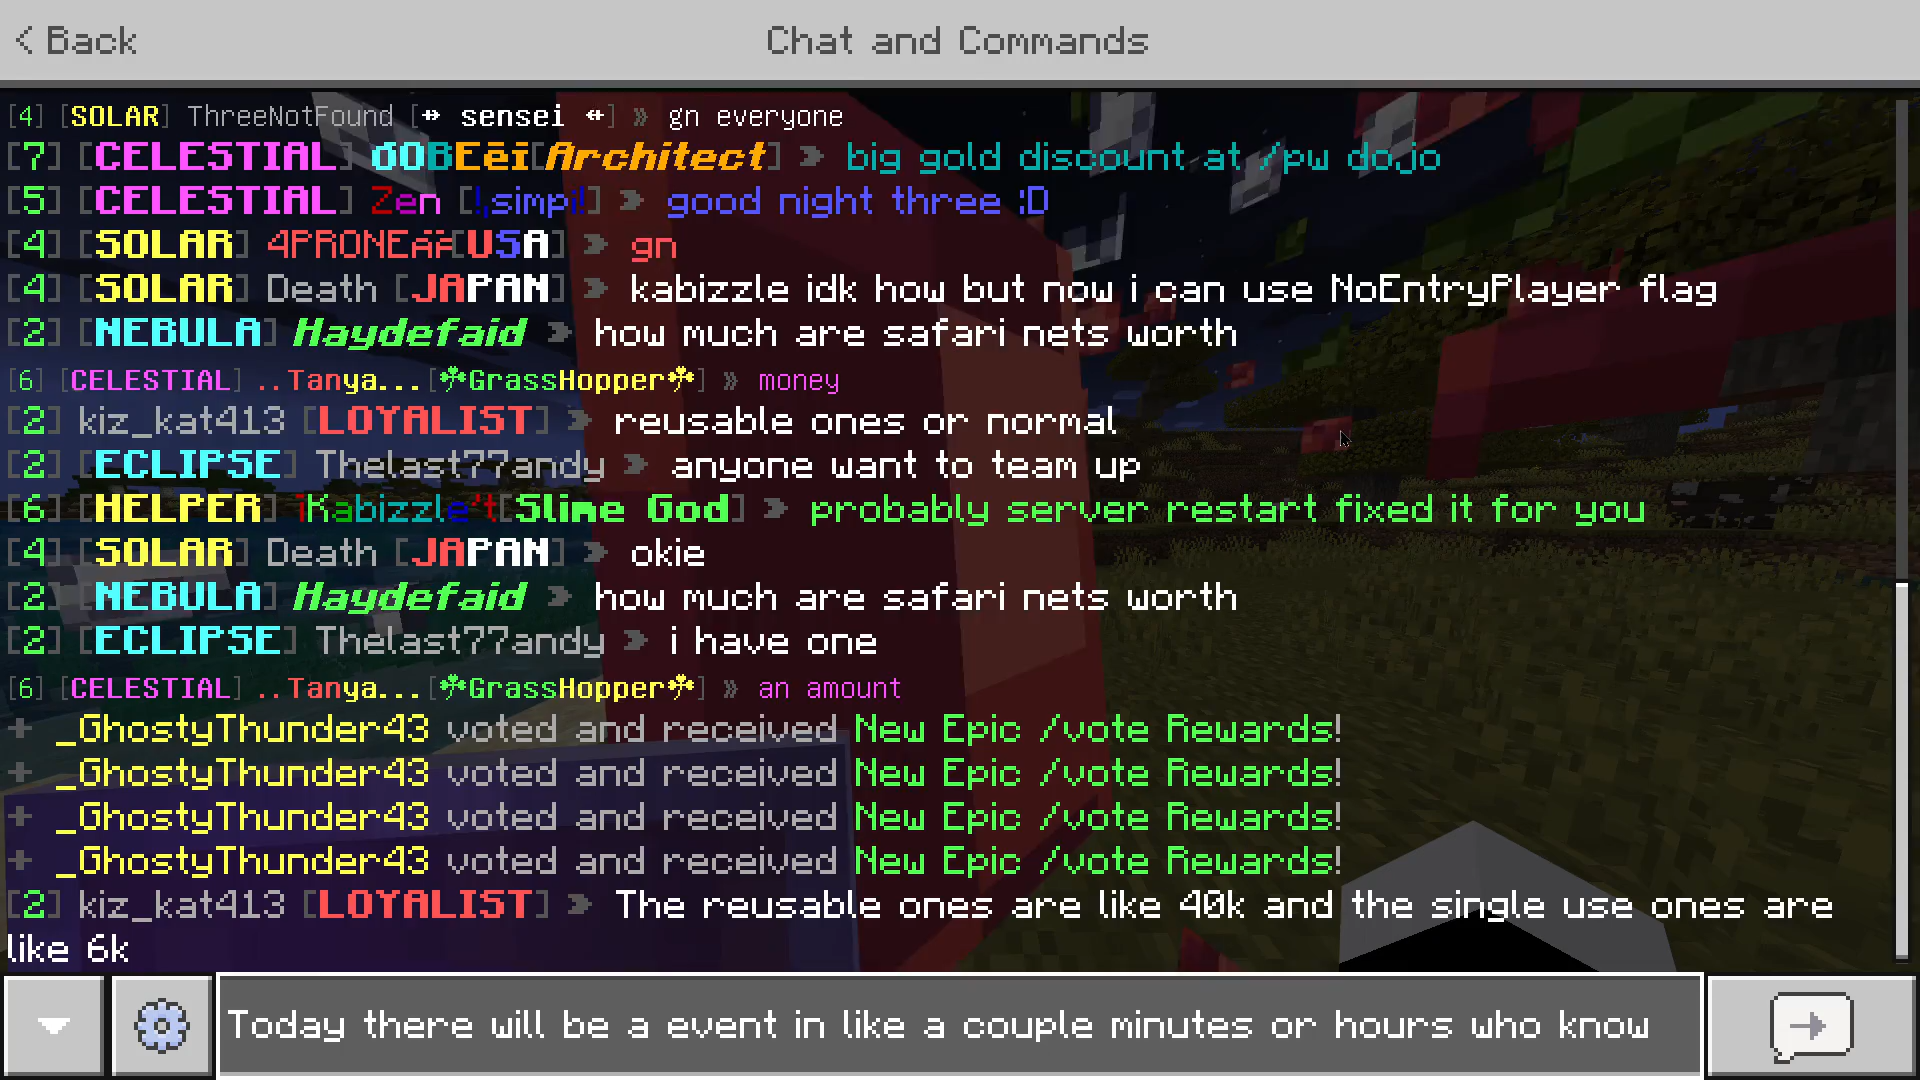 < Back
Chat and Commands
[4] [SOLAR] ThreeNotFound [↠ sensei ↞] » gn everyone
[7] [CELESTIAL] đOBEēī[Architect] » big gold discount at /pw dojo
[5] [CELESTIAL] Zen [!¡simp¡!] » good night three :D
[4] [SOLAR] 4PRONEää[USA] » gn
[4] [SOLAR] Death [JAPAN] » kabizzle idk how but now i can use NoEntryPlayer flag
[2] [NEBULA] Haydefaid » how much are safari nets worth
[6] [CELESTIAL] ..Tanya...[☘GrassHopper☘] » money
[2] kiz_kat413 [LOYALIST] » reusable ones or normal
[2] [ECLIPSE] Thelast77andy » anyone want to team up
[6] [HELPER] iKabizzle't[Slime God] » probably server restart fixed it for you
[4] [SOLAR] Death [JAPAN] » okie
[2] [NEBULA] Haydefaid » how much are safari nets worth
[2] [ECLIPSE] Thelast77andy » i have one
[6] [CELESTIAL] ..Tanya...[☘GrassHopper☘] » an amount
+ _GhostyThunder43 voted and received New Epic /vote Rewards!
+ _GhostyThunder43 voted and received New Epic /vote Rewards!
+ _GhostyThunder43 voted and received New Epic /vote Rewards!
+ _GhostyThunder43 voted and received New Epic /vote Rewards!
[2] kiz_kat413 [LOYALIST] » The reusable ones are like 40k and the single use ones are
like 6k
Today there will be a event in like a couple minutes or hours who know